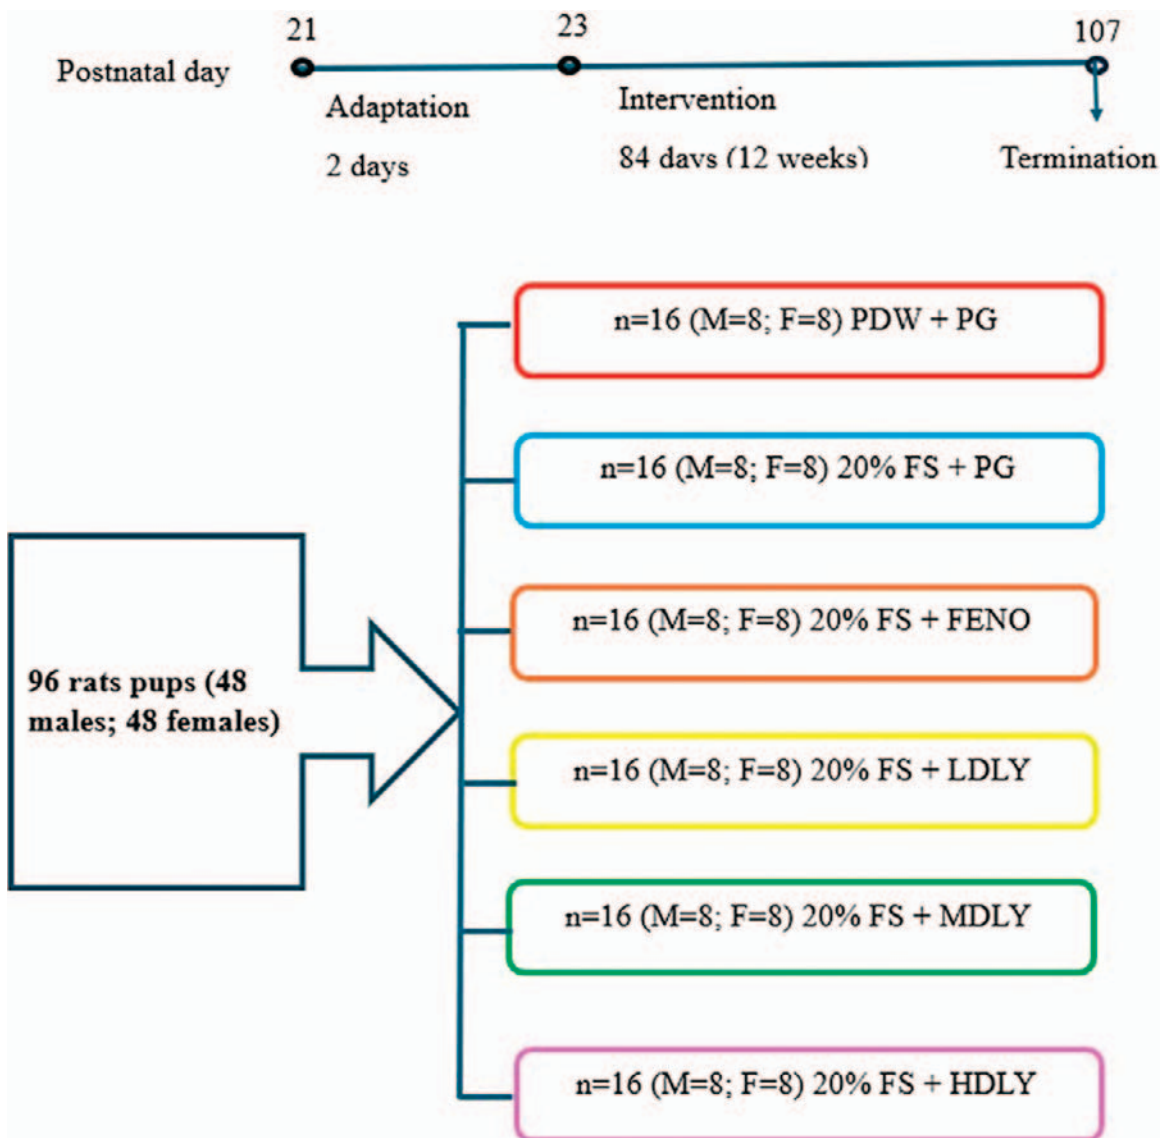 21 23 107
Postnatal day
Adaptation Intervention
2 days 84 days (12 weeks) Termination
n=16 (M=8; F=8) PDW + PG
n=16 (M=8; F=8) 20% FS + PG
n=16 (M=8; F=8) 20% FS + FENO
96 rats pups (48
males; 48 females)
n=16 (M=8; F=8) 20% FS + LDLY
n=16 (M=8; F=8) 20% FS + MDLY
n=16 (M=8; F=8) 20% FS + HDLY